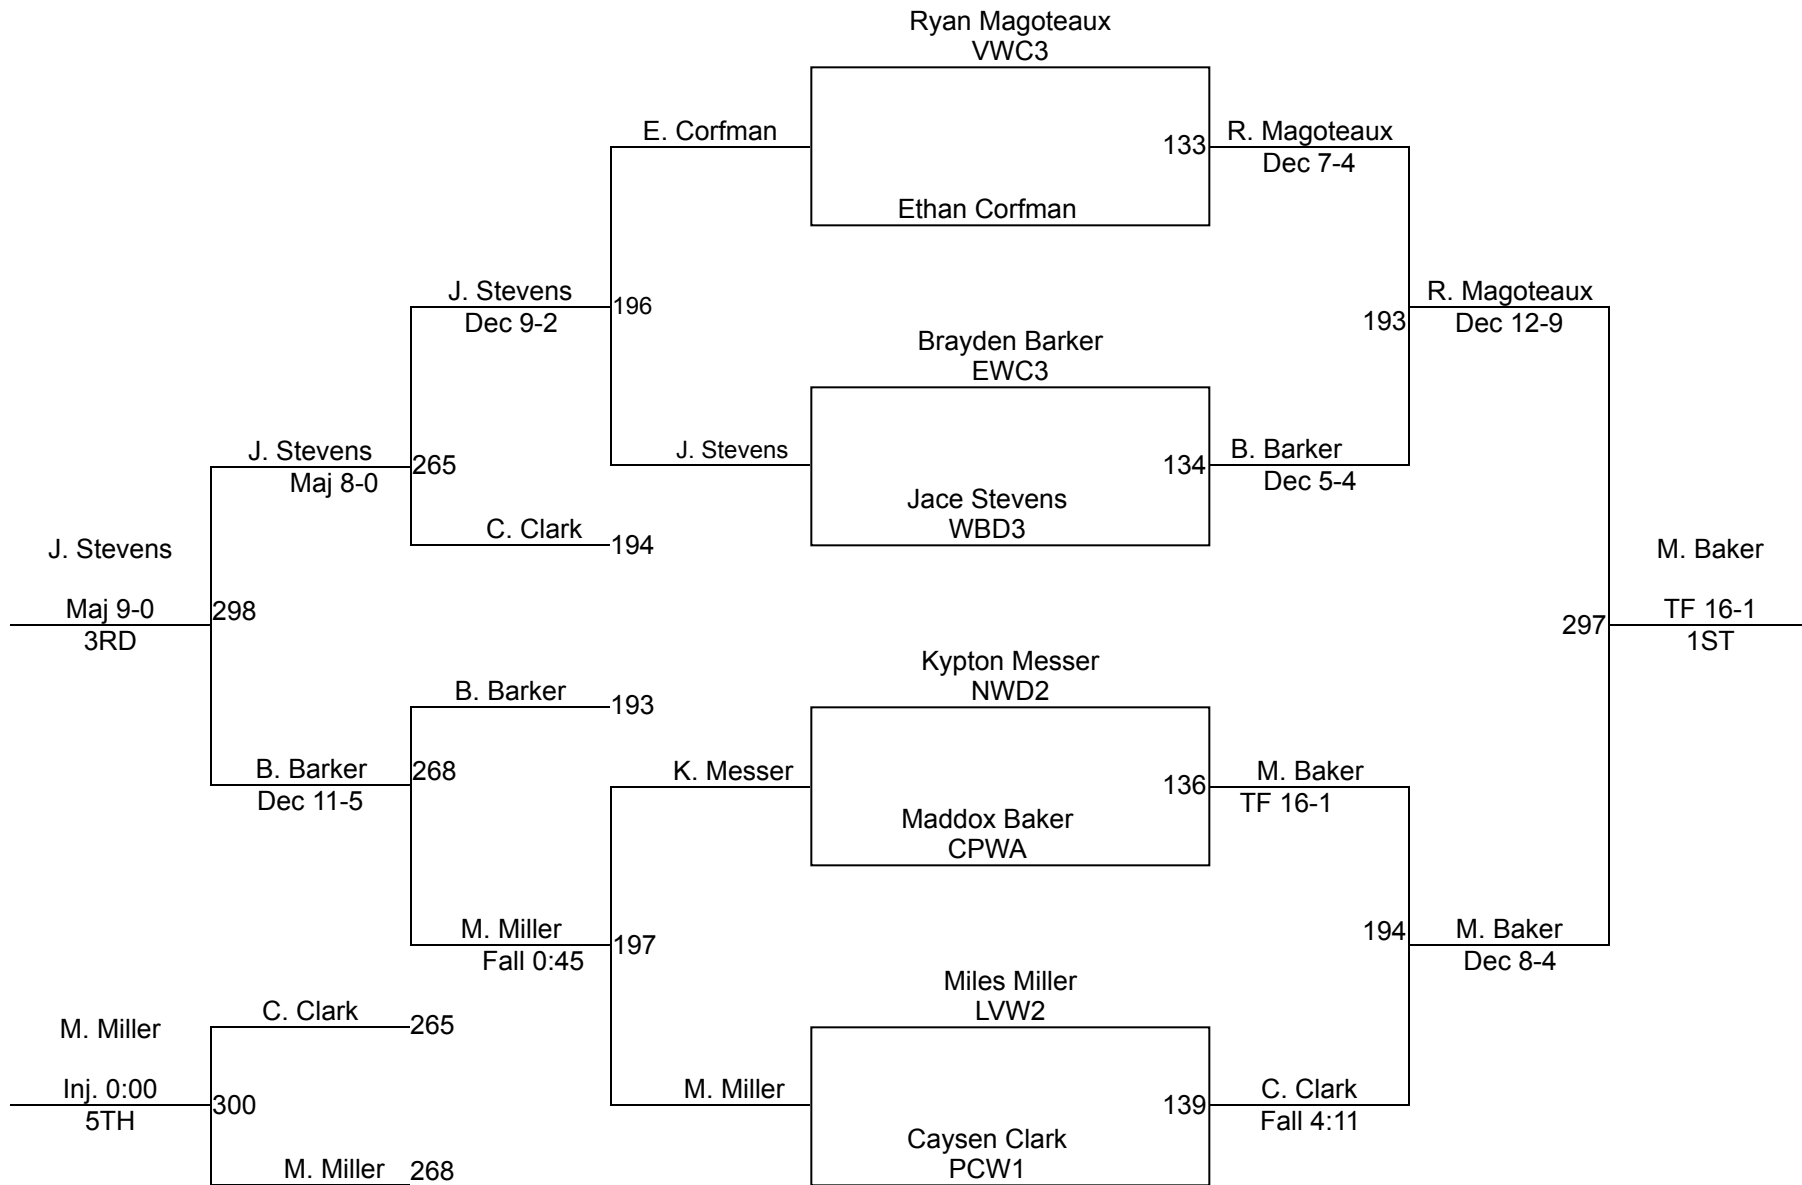 Ryan Magoteaux
VWC3
E. Corfman
133
R. Magoteaux
Dec 7-4
Ethan Corfman
J. Stevens
Dec 9-2
196
193
R. Magoteaux
Dec 12-9
Brayden Barker
EWC3
J. Stevens
Maj 8-0
265
J. Stevens
134
B. Barker
Dec 5-4
Jace Stevens
WBD3
C. Clark
194
J. Stevens
Maj 9-0
3RD
298
297
M. Baker
TF 16-1
1ST
Kypton Messer
NWD2
B. Barker
193
B. Barker
Dec 11-5
268
K. Messer
136
M. Baker
TF 16-1
Maddox Baker
CPWA
M. Miller
Fall 0:45
197
194
M. Baker
Dec 8-4
Miles Miller
LVW2
C. Clark
265
M. Miller
Inj. 0:00
5TH
300
M. Miller
139
C. Clark
Fall 4:11
Caysen Clark
PCW1
M. Miller
268